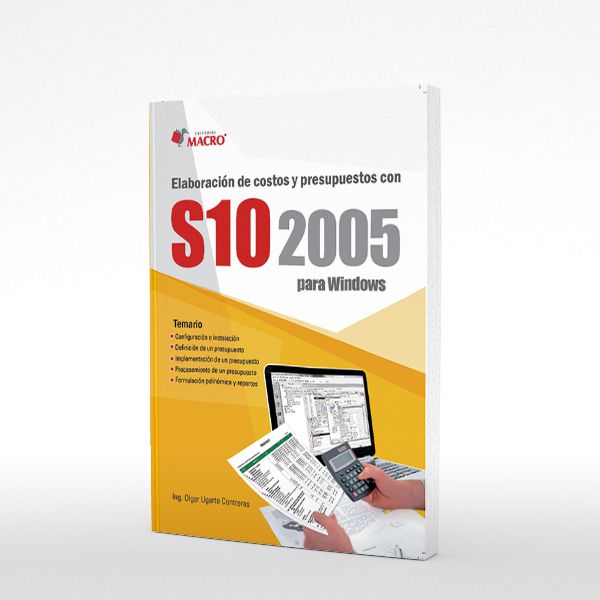 EDITORIAL
MACRO
Elaboración de costos y presupuestos con
S10 2005
para Windows
Temario
Configuración e instalación
Definición de un presupuesto
Implementación de un presupuesto
Procesamiento de un presupuesto
Formulación polinómica y reportes
Ing. Olger Ugarte Contreras